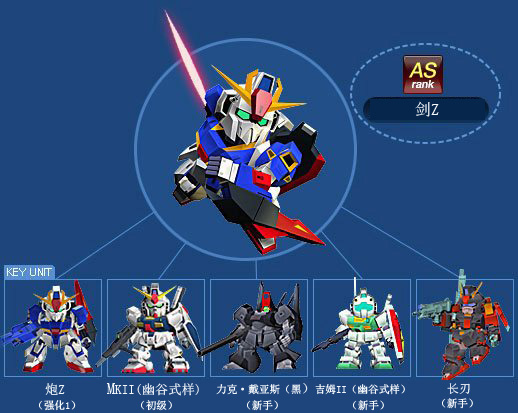 AS
rank
剑Z
KEY UNIT
炮Z
(强化1)
MKII(幽谷式样)
(初级)
力克·戴亚斯（黑）
(新手)
吉姆II（幽谷式样）
(新手)
长刃
(新手)